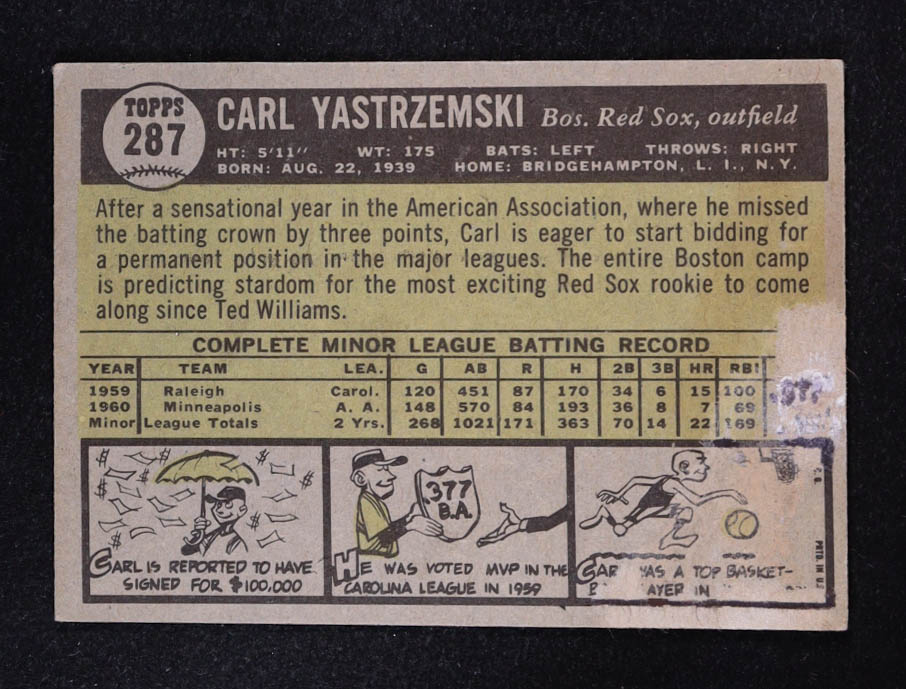 TOPPS
287
CARL YASTRZEMSKI Bos. Red Sox, outfield
HT: 5'11" WT: 175 BATS: LEFT THROWS: RIGHT
BORN: AUG. 22, 1939 HOME: BRIDGEHAMPTON, L. I., N.Y.
After a sensational year in the American Association, where he missed
the batting crown by three points, Carl is eager to start bidding for
a permanent position in the major leagues. The entire Boston camp
is predicting stardom for the most exciting Red Sox rookie to come
along since Ted Williams.
COMPLETE MINOR LEAGUE BATTING RECORD
YEAR TEAM LEA. G AB R H 2B 3B HR RBI
1959 Raleigh Carol. 120 451 87 170 34 6 15 100
1960 Minneapolis A. A. 148 570 84 193 36 8 7 69
Minor League Totals 2 Yrs. 268 1021 171 363 70 14 22 169
.377
B.A.
CARL IS REPORTED TO HAVE
SIGNED FOR $100,000
HE WAS VOTED MVP IN THE
CAROLINA LEAGUE IN 1959
CAR AS A TOP BASKET-
B AYER IN